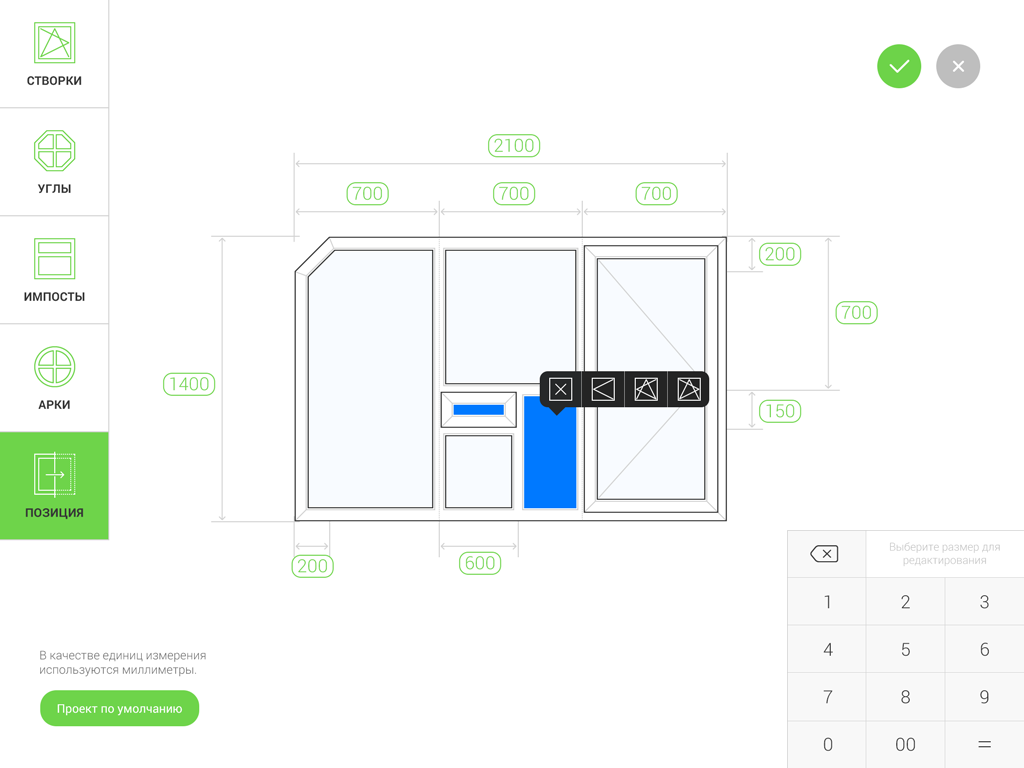 СТВОРКИ
УГЛЫ
ИМПОСТЫ
АРКИ
ПОЗИЦИЯ
2100
700 700 700
200
700
1400
150
200
600
В качестве единиц измерения
используются миллиметры.
Проект по умолчанию
Выберите размер для
редактирования
1 2 3
4 5 6
7 8 9
0 00 =